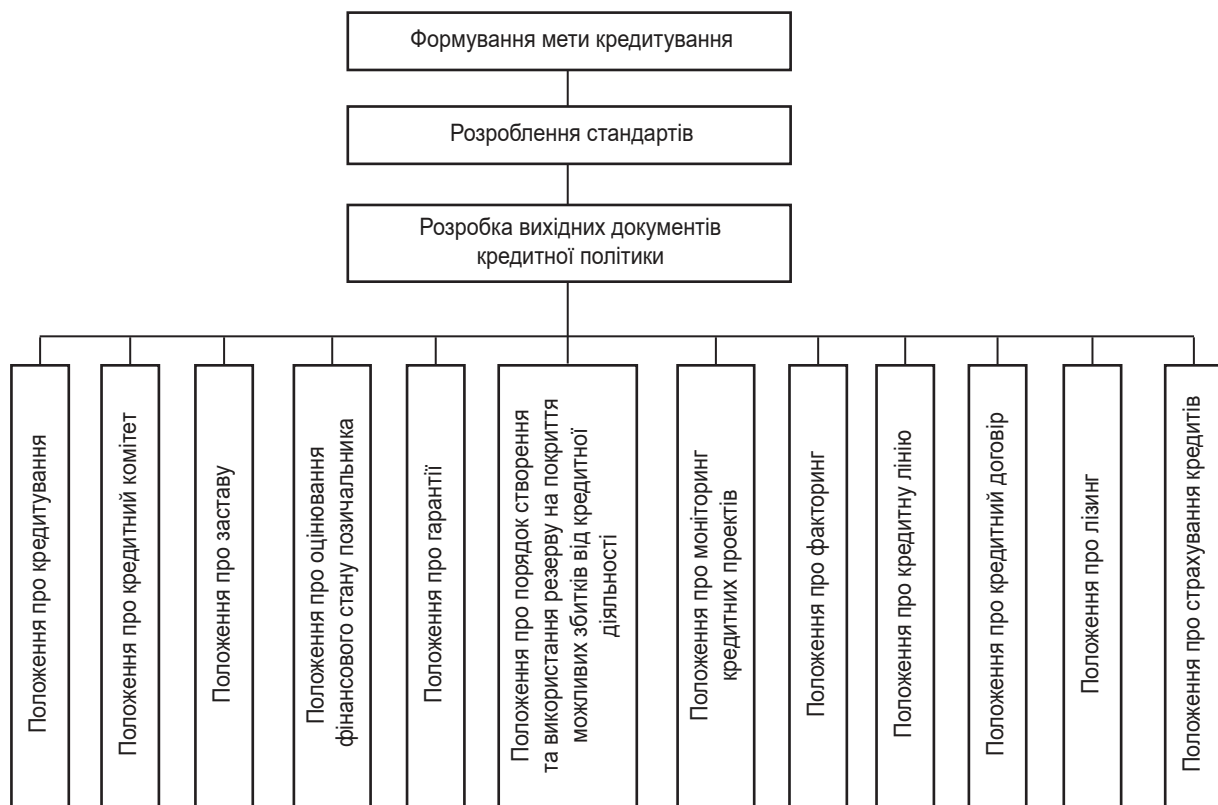 Формування мети кредитування
Розроблення стандартів
Розробка вихідних документів
кредитної політики
Положення про кредитування
Положення про кредитний комітет
Положення про заставу
Положення про оцінювання
фінансового стану позичальника
Положення про гарантії
Положення про порядок створення
та використання резерву на покриття
можливих збитків від кредитної
діяльності
Положення про моніторинг
кредитних проектів
Положення про факторинг
Положення про кредитну лінію
Положення про кредитний договір
Положення про лізинг
Положення про страхування кредитів